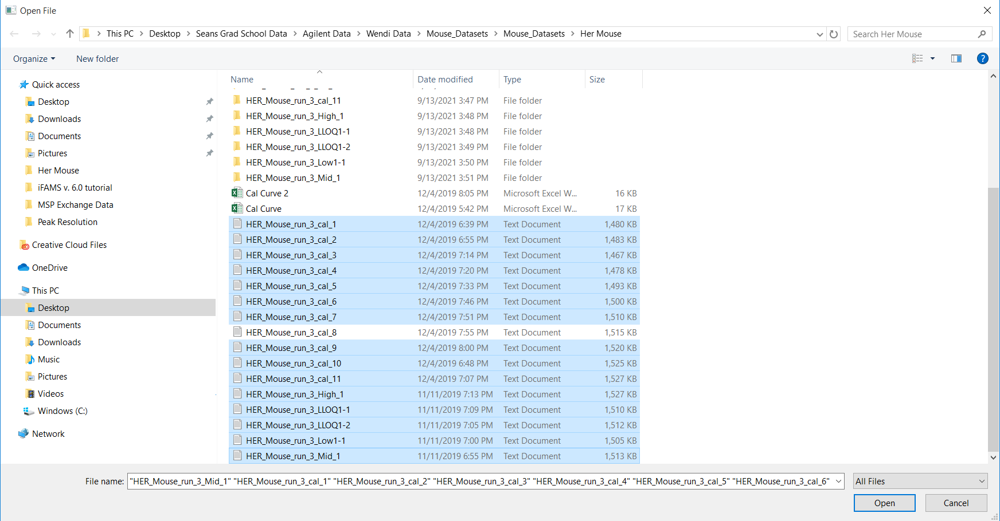 Open File
This PC > Desktop > Seans Grad School Data > Agilent Data > Wendi Data > Mouse_Datasets > Mouse_Datasets > Her Mouse
Search Her Mouse
Organize
New folder
?
Quick access
Desktop
Downloads
Documents
Pictures
Her Mouse
iFAMS v. 6.0 tutorial
MSP Exchange Data
Peak Resolution
Creative Cloud Files
OneDrive
This PC
Desktop
Documents
Downloads
Music
Pictures
Videos
Windows (C:)
Network
Name Date modified Type Size
HER_Mouse_run_3_cal_11 9/13/2021 3:47 PM File folder
HER_Mouse_run_3_High_1 9/13/2021 3:48 PM File folder
HER_Mouse_run_3_LLOQ1-1 9/13/2021 3:48 PM File folder
HER_Mouse_run_3_LLOQ1-2 9/13/2021 3:49 PM File folder
HER_Mouse_run_3_Low1-1 9/13/2021 3:50 PM File folder
HER_Mouse_run_3_Mid_1 9/13/2021 3:51 PM File folder
Cal Curve 2 12/4/2019 8:05 PM Microsoft Excel W... 16 KB
Cal Curve 12/4/2019 5:42 PM Microsoft Excel W... 17 KB
HER_Mouse_run_3_cal_1 12/4/2019 6:39 PM Text Document 1,480 KB
HER_Mouse_run_3_cal_2 12/4/2019 6:55 PM Text Document 1,483 KB
HER_Mouse_run_3_cal_3 12/4/2019 7:14 PM Text Document 1,467 KB
HER_Mouse_run_3_cal_4 12/4/2019 7:20 PM Text Document 1,478 KB
HER_Mouse_run_3_cal_5 12/4/2019 7:33 PM Text Document 1,493 KB
HER_Mouse_run_3_cal_6 12/4/2019 7:46 PM Text Document 1,500 KB
HER_Mouse_run_3_cal_7 12/4/2019 7:51 PM Text Document 1,510 KB
HER_Mouse_run_3_cal_8 12/4/2019 7:55 PM Text Document 1,515 KB
HER_Mouse_run_3_cal_9 12/4/2019 8:00 PM Text Document 1,520 KB
HER_Mouse_run_3_cal_10 12/4/2019 6:48 PM Text Document 1,525 KB
HER_Mouse_run_3_cal_11 12/4/2019 7:07 PM Text Document 1,527 KB
HER_Mouse_run_3_High_1 11/11/2019 7:13 PM Text Document 1,527 KB
HER_Mouse_run_3_LLOQ1-1 11/11/2019 7:09 PM Text Document 1,510 KB
HER_Mouse_run_3_LLOQ1-2 11/11/2019 7:05 PM Text Document 1,512 KB
HER_Mouse_run_3_Low1-1 11/11/2019 7:00 PM Text Document 1,505 KB
HER_Mouse_run_3_Mid_1 11/11/2019 6:55 PM Text Document 1,513 KB
File name: "HER_Mouse_run_3_Mid_1" "HER_Mouse_run_3_cal_1" "HER_Mouse_run_3_cal_2" "HER_Mouse_run_3_cal_3" "HER_Mouse_run_3_cal_4" "HER_Mouse_run_3_cal_5" "HER_Mouse_run_3_cal_6"
All Files
Open
Cancel